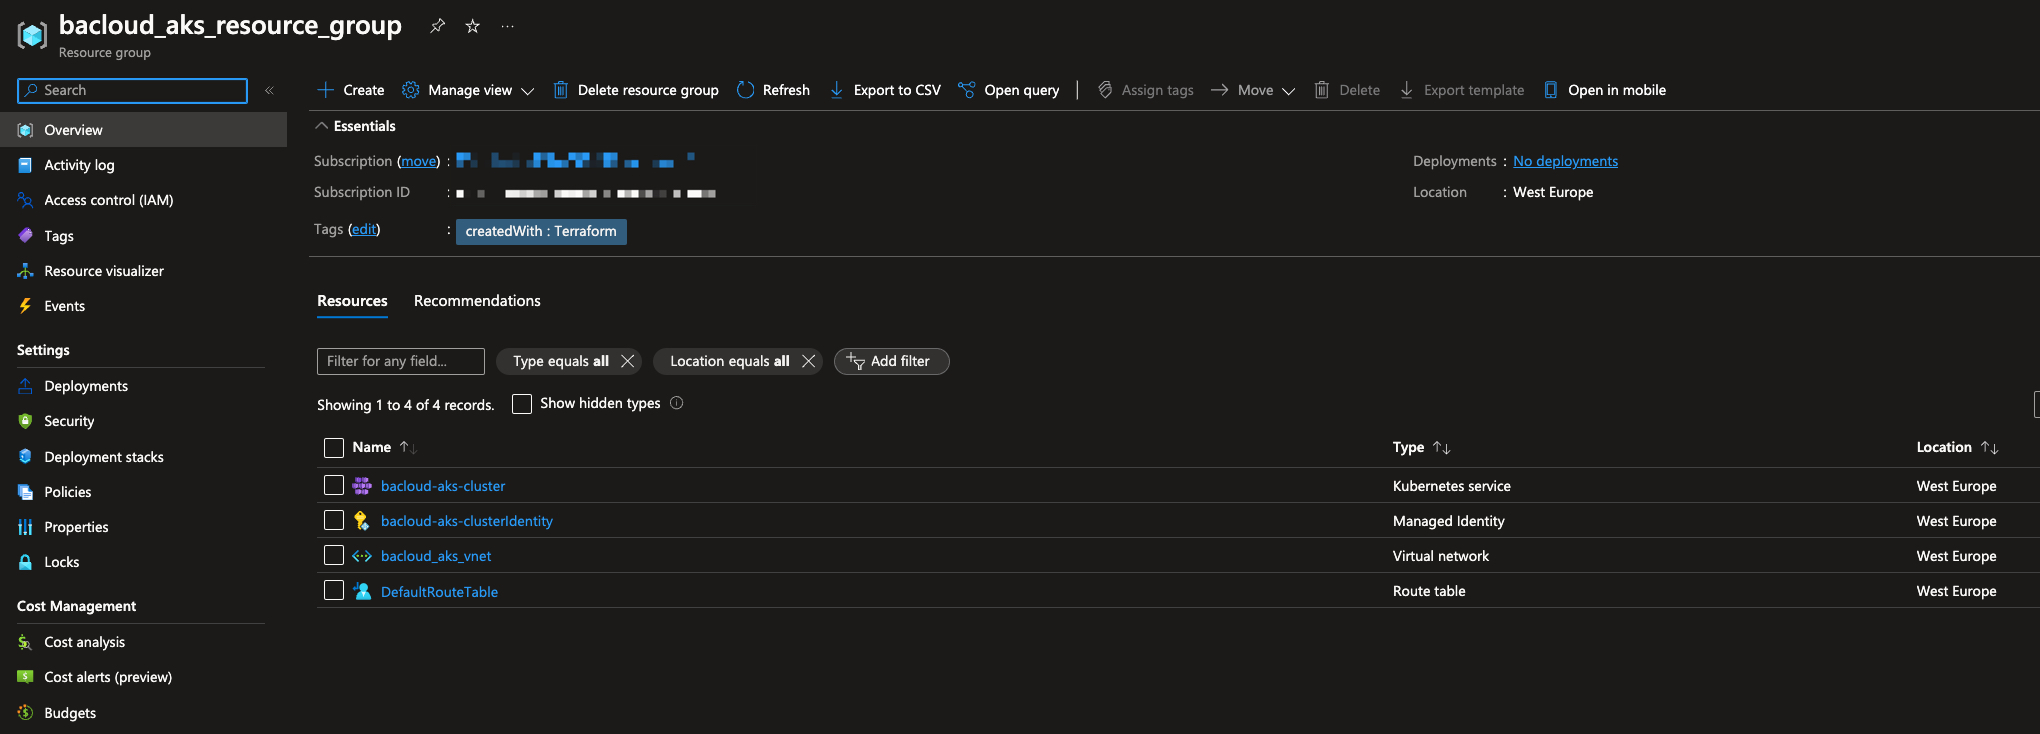 bacloud_aks_resource_group
Resource group
Search
Overview
Activity log
Access control (IAM)
Tags
Resource visualizer
Events
Settings
Deployments
Security
Deployment stacks
Policies
Properties
Locks
Cost Management
Cost analysis
Cost alerts (preview)
Budgets
Create Manage view Delete resource group Refresh Export to CSV Open query Assign tags Move Delete Export template Open in mobile
Essentials
Subscription (move) :
Subscription ID :
Tags (edit) : createdWith : Terraform
Deployments : No deployments
Location : West Europe
Resources Recommendations
Filter for any field... Type equals all Location equals all Add filter
Showing 1 to 4 of 4 records. Show hidden types
Name Type Location
bacloud-aks-cluster Kubernetes service West Europe
bacloud-aks-clusterIdentity Managed Identity West Europe
bacloud_aks_vnet Virtual network West Europe
DefaultRouteTable Route table West Europe